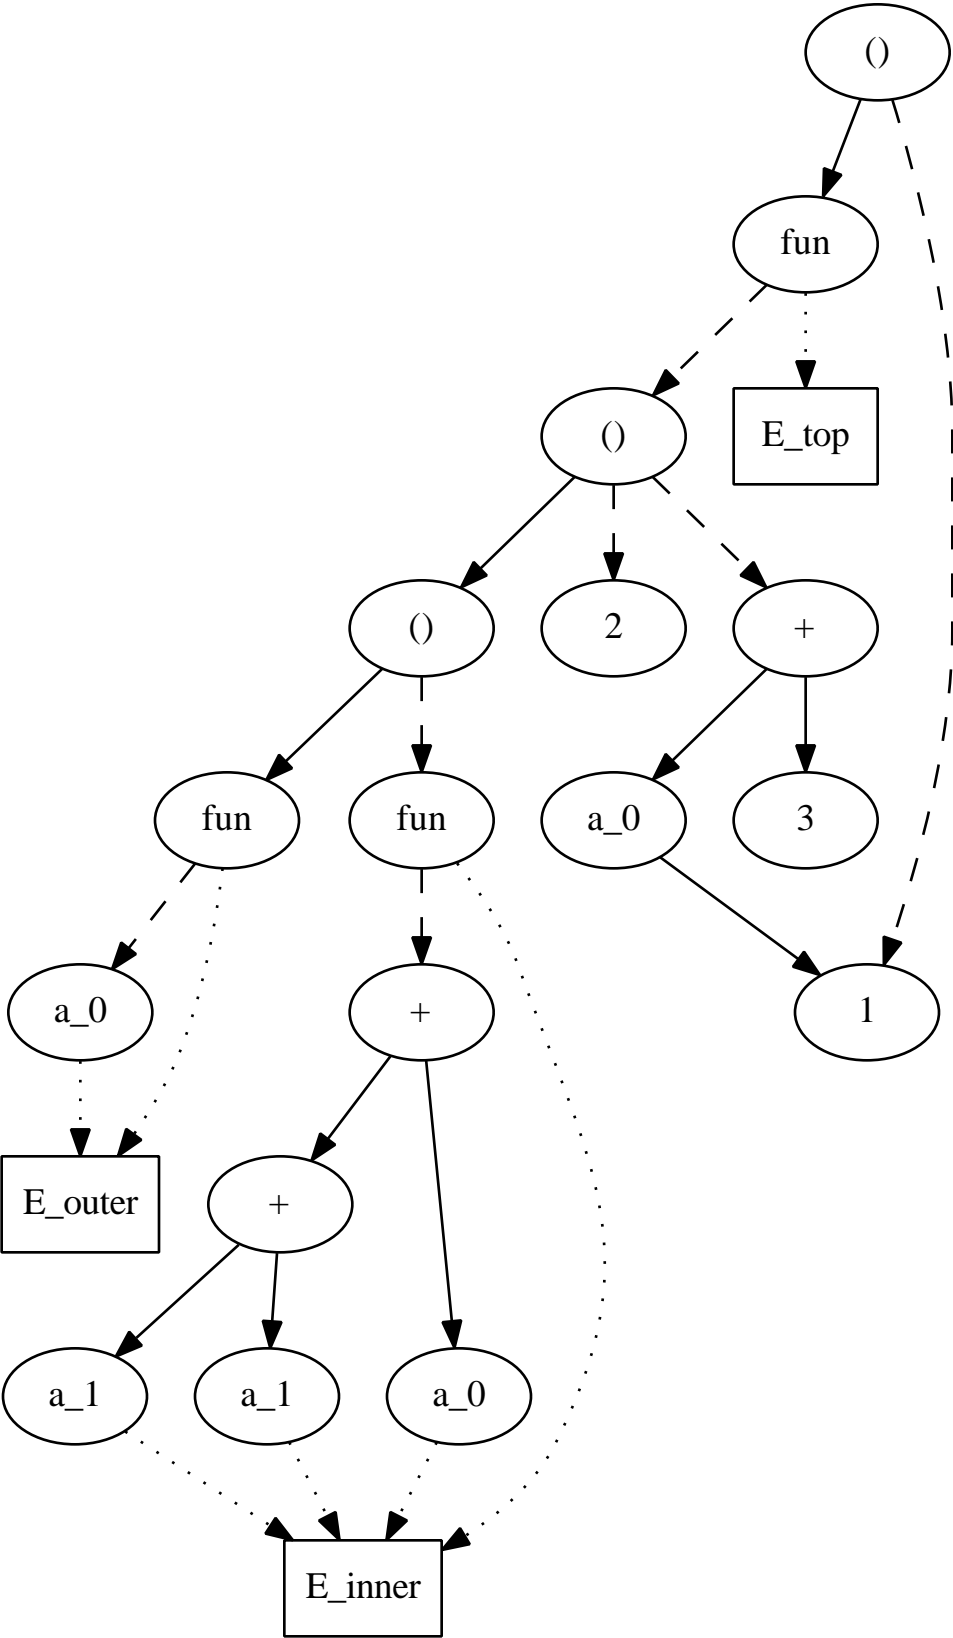 ()
fun
()
E_top
()
2
+
fun
fun
a_0
3
a_0
+
1
E_outer
+
a_1
a_1
a_0
E_inner